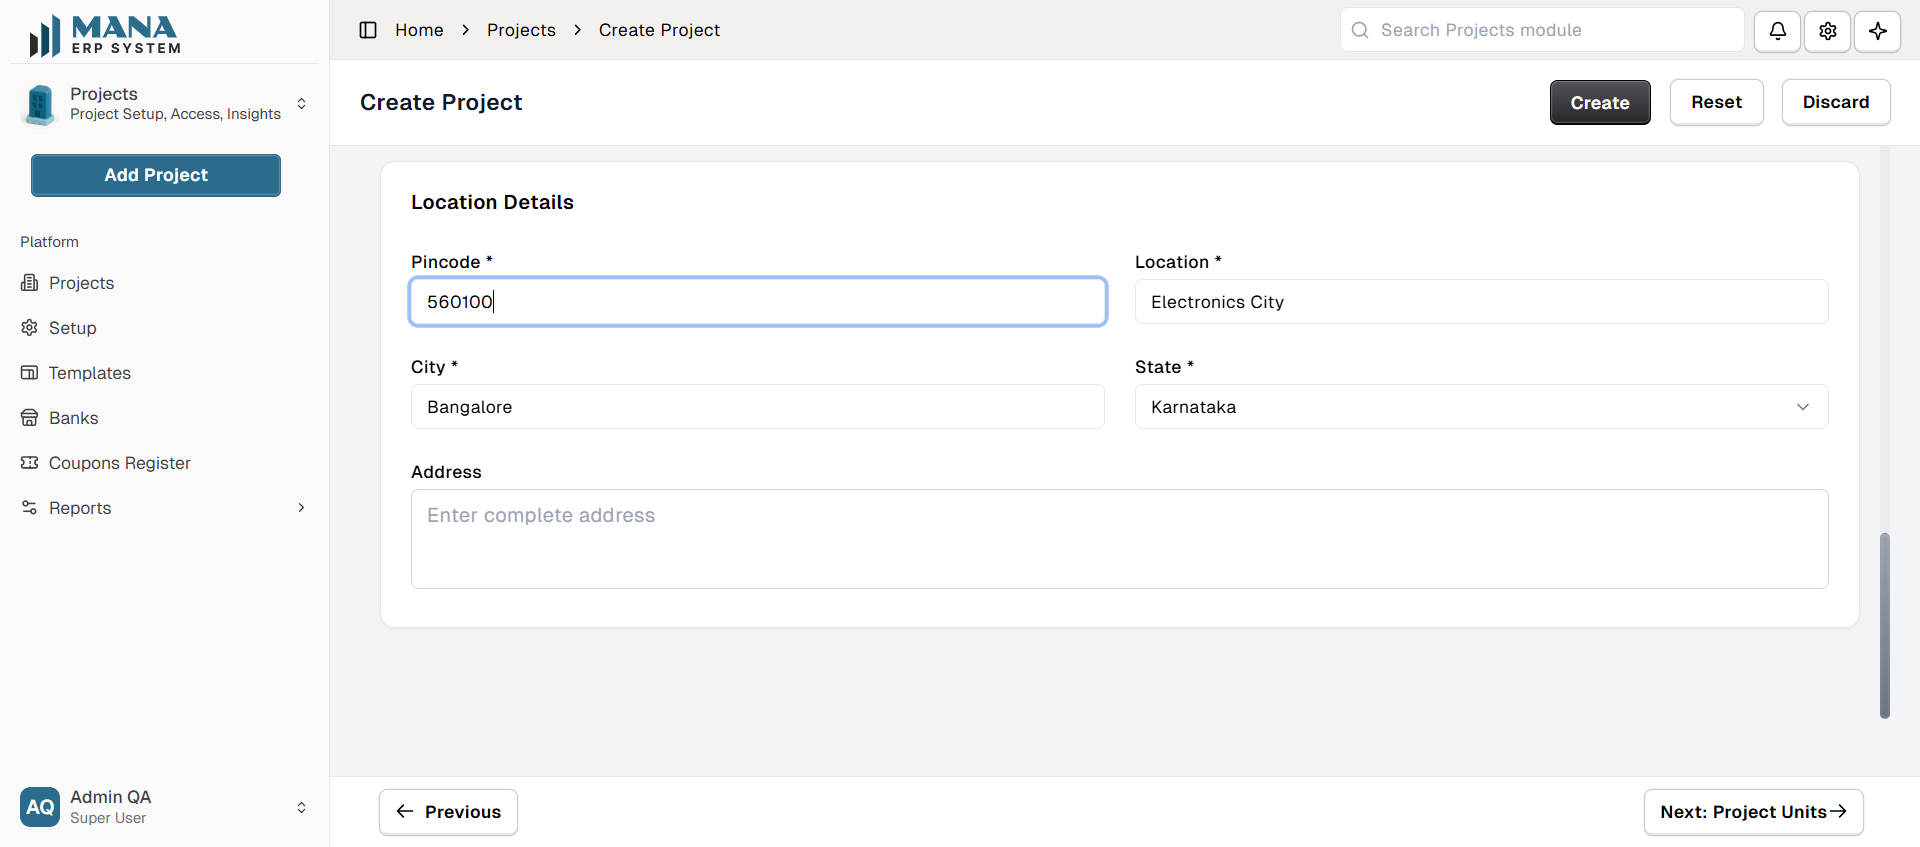 MANA
ERP SYSTEM
Home
Projects
Create Project
Search Projects module
Projects
Project Setup, Access, Insights
Create Project
Create
Reset
Discard
Add Project
Location Details
Platform
Projects
Setup
Templates
Banks
Coupons Register
Reports
Pincode *
560100
Location *
Electronics City
City *
Bangalore
State *
Karnataka
Address
Enter complete address
AQ
Admin QA
Super User
Previous
Next: Project Units